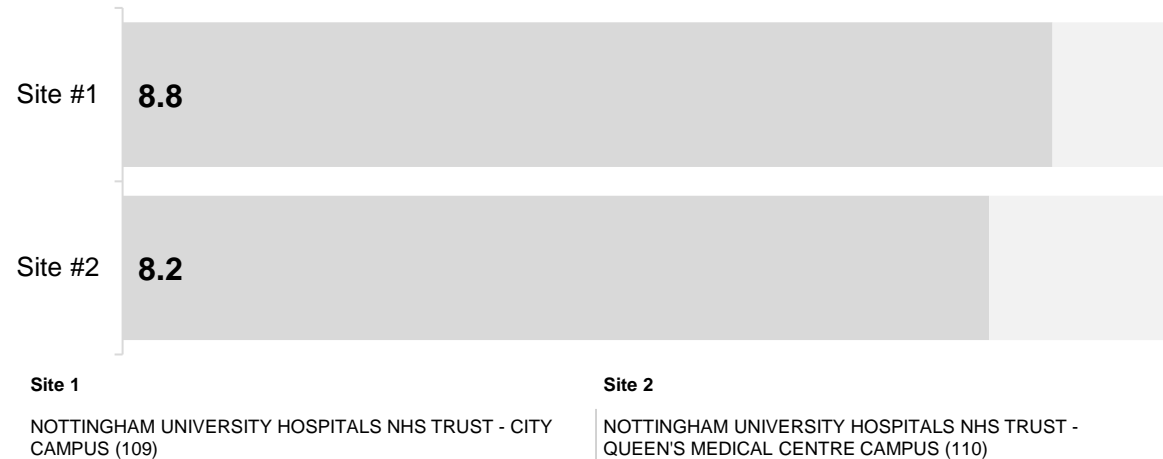 Site #1
8.8
Site #2
8.2
Site 1
NOTTINGHAM UNIVERSITY HOSPITALS NHS TRUST - CITY
CAMPUS (109)
Site 2
NOTTINGHAM UNIVERSITY HOSPITALS NHS TRUST -
QUEEN'S MEDICAL CENTRE CAMPUS (110)